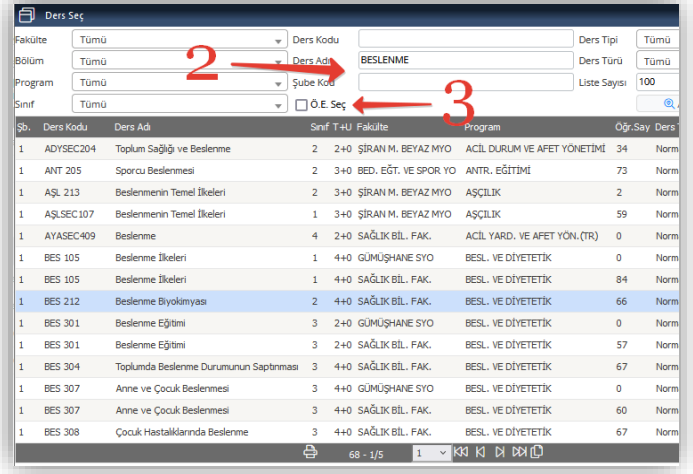 Ders Seç
Fakülte Tümü Ders Kodu Ders Tipi Tümü
Bölüm Tümü 2 Ders Adı BESLENME Ders Türü Tümü
Program Tümü Şube Kod Liste Sayısı 100
Sınıf Tümü Ö.E. Seç 3
Şb. Ders Kodu Ders Adı Sınıf T+U Fakülte Program Öğr.Say Ders T
1 ADYSEC204 Toplum Sağlığı ve Beslenme 2 2+0 ŞİRAN M. BEYAZ MYO ACİL DURUM VE AFET YÖNETİMİ 34 Norm
1 ANT 205 Sporcu Beslenmesi 2 3+0 BED. EĞT. VE SPOR YO ANTR. EĞİTİMİ 73 Norm
1 AŞL 213 Beslenmenin Temel İlkeleri 2 3+0 ŞİRAN M. BEYAZ MYO AŞÇILIK 2 Norm
1 AŞLSEC107 Beslenmenin Temel İlkeleri 1 3+0 ŞİRAN M. BEYAZ MYO AŞÇILIK 59 Norm
1 AYASEC409 Beslenme 4 2+0 SAĞLIK BİL. FAK. ACİL YARD. VE AFET YÖN.(TR) 0 Norm
1 BES 105 Beslenme İlkeleri 1 4+0 GÜMÜŞHANE SYO BESL. VE DİYETETİK 0 Norm
1 BES 105 Beslenme İlkeleri 1 4+0 SAĞLIK BİL. FAK. BESL. VE DİYETETİK 84 Norm
1 BES 212 Beslenme Biyokimyası 2 4+0 SAĞLIK BİL. FAK. BESL. VE DİYETETİK 66 Norm
1 BES 301 Beslenme Eğitimi 3 2+0 GÜMÜŞHANE SYO BESL. VE DİYETETİK 0 Norm
1 BES 301 Beslenme Eğitimi 3 2+0 SAĞLIK BİL. FAK. BESL. VE DİYETETİK 57 Norm
1 BES 304 Toplumda Beslenme Durumunun Saptınması 3 4+0 SAĞLIK BİL. FAK. BESL. VE DİYETETİK 67 Norm
1 BES 307 Anne ve Çocuk Beslenmesi 3 4+0 GÜMÜŞHANE SYO BESL. VE DİYETETİK 0 Norm
1 BES 307 Anne ve Çocuk Beslenmesi 3 4+0 SAĞLIK BİL. FAK. BESL. VE DİYETETİK 60 Norm
1 BES 308 Çocuk Hastalıklarında Beslenme 3 4+0 SAĞLIK BİL. FAK. BESL. VE DİYETETİK 67 Norm
68 - 1/5 1